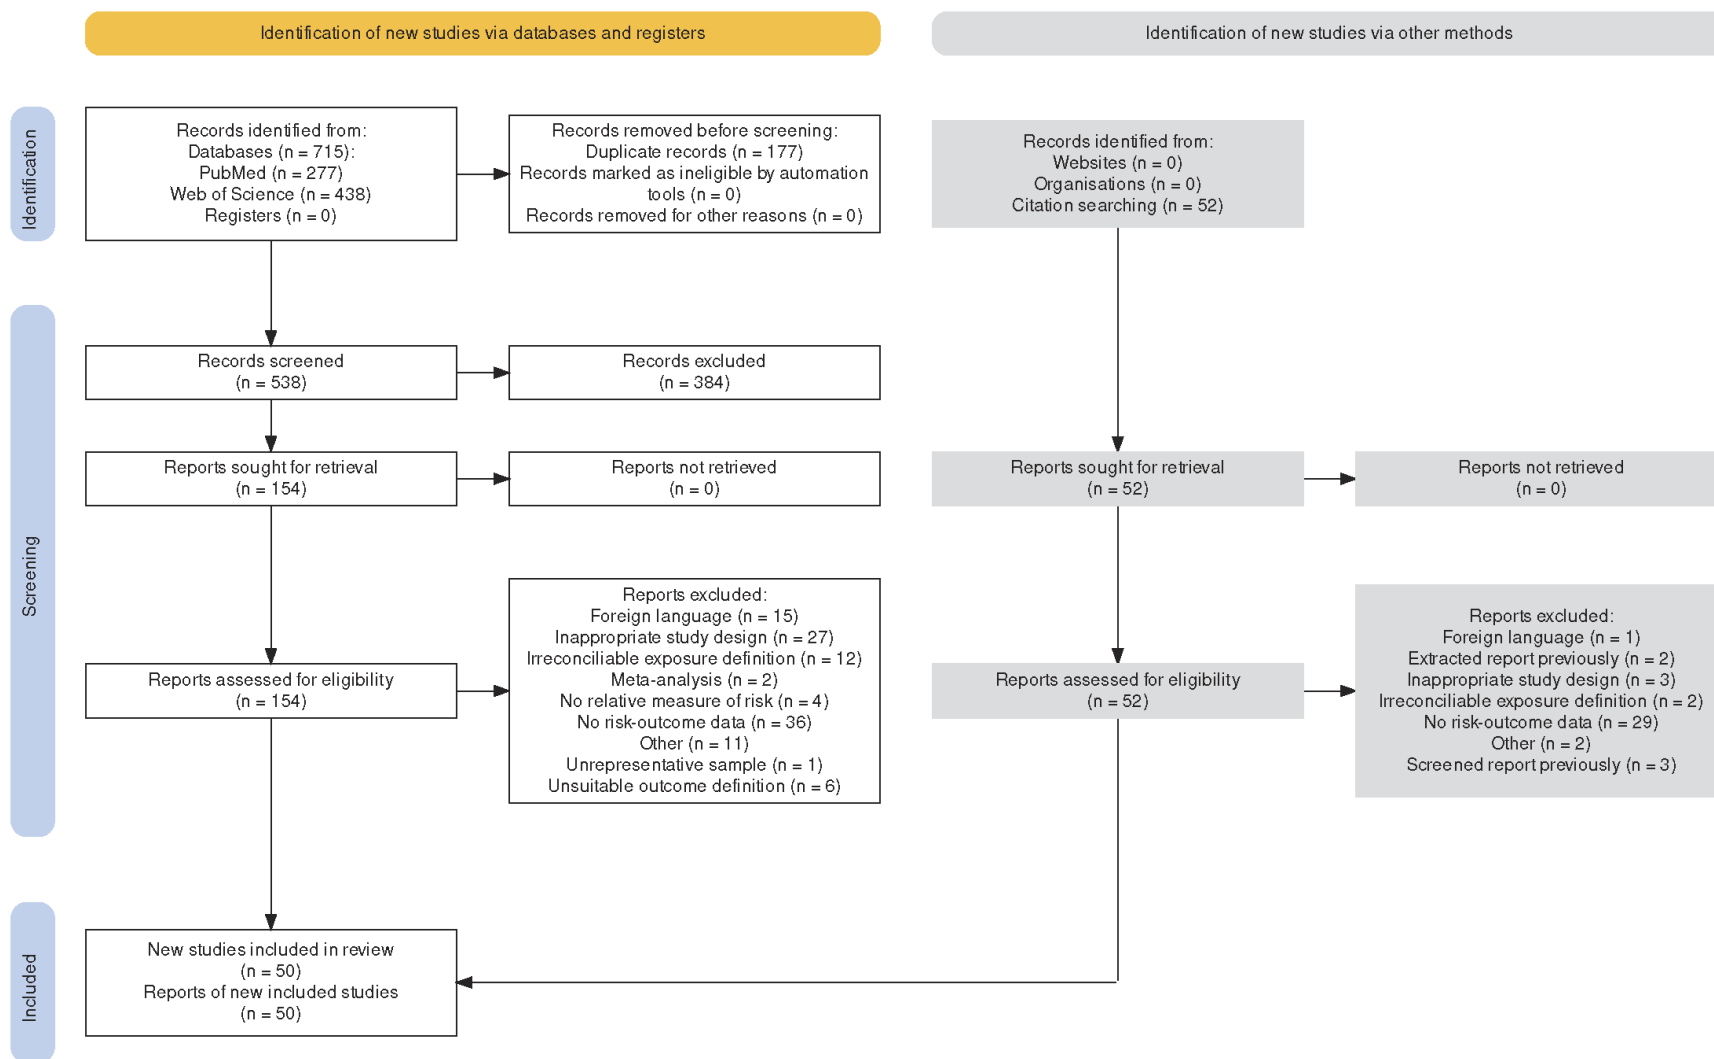 Identification of new studies via databases and registers
Identification of new studies via other methods
Identification
Records identified from:
Databases (n = 715):
PubMed (n = 277)
Web of Science (n = 438)
Registers (n = 0)
Records removed before screening:
Duplicate records (n = 177)
Records marked as ineligible by automation
tools (n = 0)
Records removed for other reasons (n = 0)
Records identified from:
Websites (n = 0)
Organisations (n = 0)
Citation searching (n = 52)
Screening
Records screened
(n = 538)
Records excluded
(n = 384)
Reports sought for retrieval
(n = 154)
Reports not retrieved
(n = 0)
Reports sought for retrieval
(n = 52)
Reports not retrieved
(n = 0)
Reports assessed for eligibility
(n = 154)
Reports excluded:
Foreign language (n = 15)
Inappropriate study design (n = 27)
Irreconciliable exposure definition (n = 12)
Meta-analysis (n = 2)
No relative measure of risk (n = 4)
No risk-outcome data (n = 36)
Other (n = 11)
Unrepresentative sample (n = 1)
Unsuitable outcome definition (n = 6)
Reports assessed for eligibility
(n = 52)
Reports excluded:
Foreign language (n = 1)
Extracted report previously (n = 2)
Inappropriate study design (n = 3)
Irreconciliable exposure definition (n = 2)
No risk-outcome data (n = 29)
Other (n = 2)
Screened report previously (n = 3)
Included
New studies included in review
(n = 50)
Reports of new included studies
(n = 50)